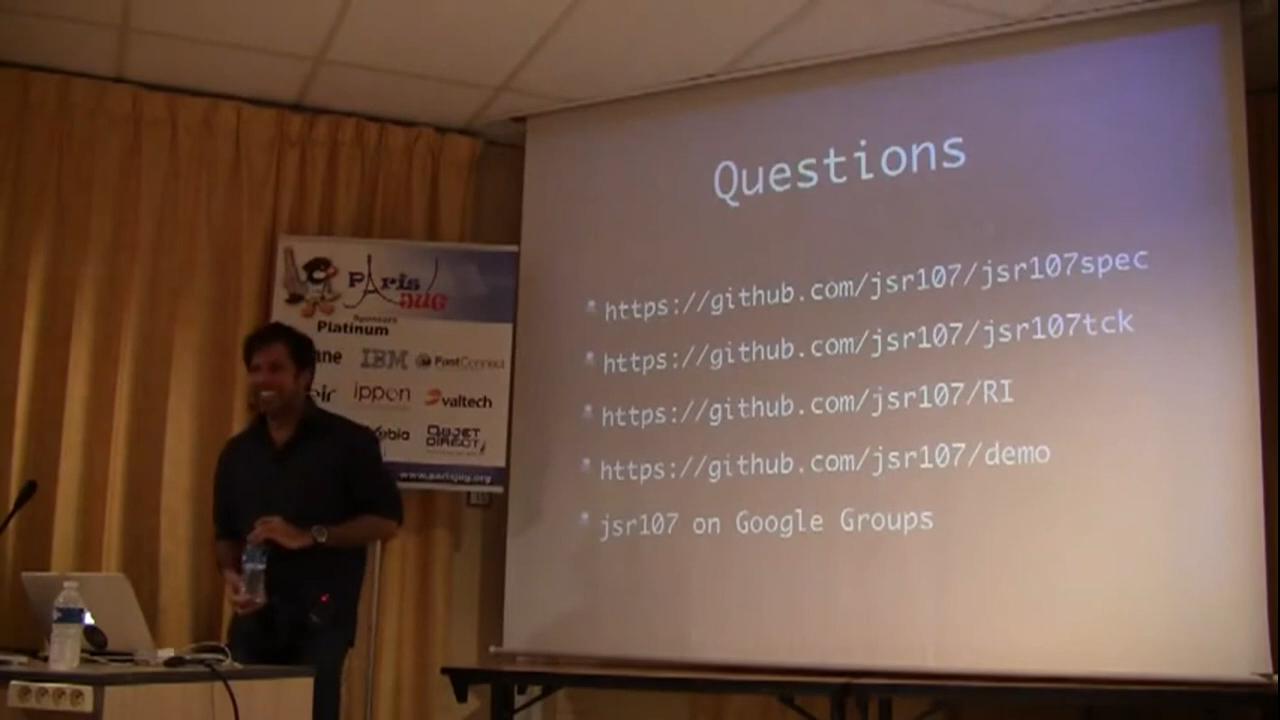 Questions
https://github.com/jsr107/jsr107spec
https://github.com/jsr107/jsr107tck
https://github.com/jsr107/RI
https://github.com/jsr107/demo
jsr107 on Google Groups
Paris
JUG
Sponsors
Platinum
IBM FastConnect
ippon valtech
OBJET
DIRECT
www.parisjug.org